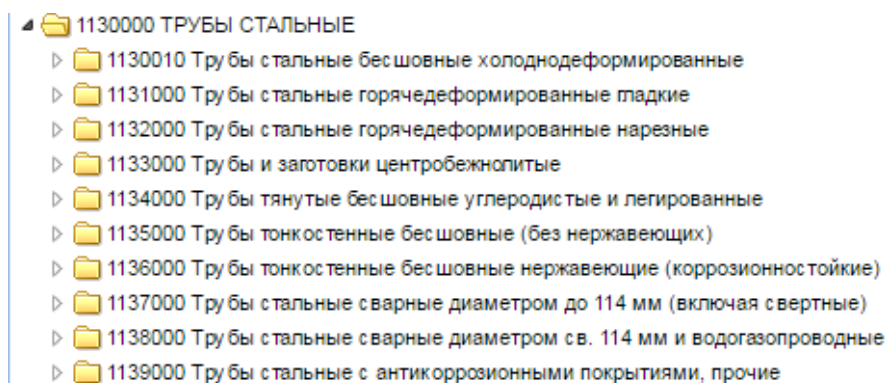 1130000 ТРУБЫ СТАЛЬНЫЕ
1130010 Трубы стальные бесшовные холоднодеформированные
1131000 Трубы стальные горячедеформированные гладкие
1132000 Трубы стальные горячедеформированные нарезные
1133000 Трубы и заготовки центробежнолитые
1134000 Трубы тянутые бесшовные углеродистые и легированные
1135000 Трубы тонкостенные бесшовные (без нержавеющих)
1136000 Трубы тонкостенные бесшовные нержавеющие (коррозионностойкие)
1137000 Трубы стальные сварные диаметром до 114 мм (включая свертные)
1138000 Трубы стальные сварные диаметром св. 114 мм и водогазопроводные
1139000 Трубы стальные с антикоррозионными покрытиями, прочие